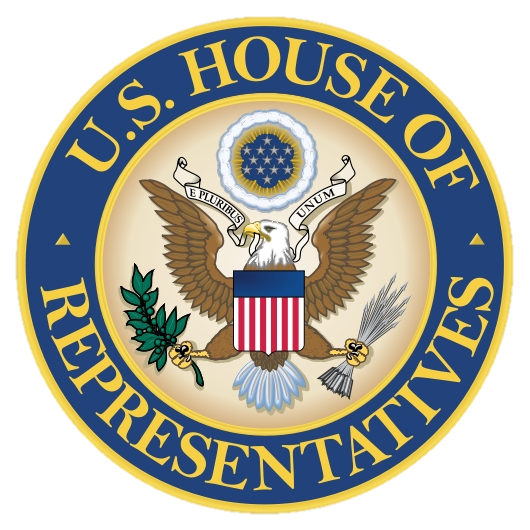 U.S. HOUSE OF
REPRESENTATIVES
E PLURIBUS
UNUM